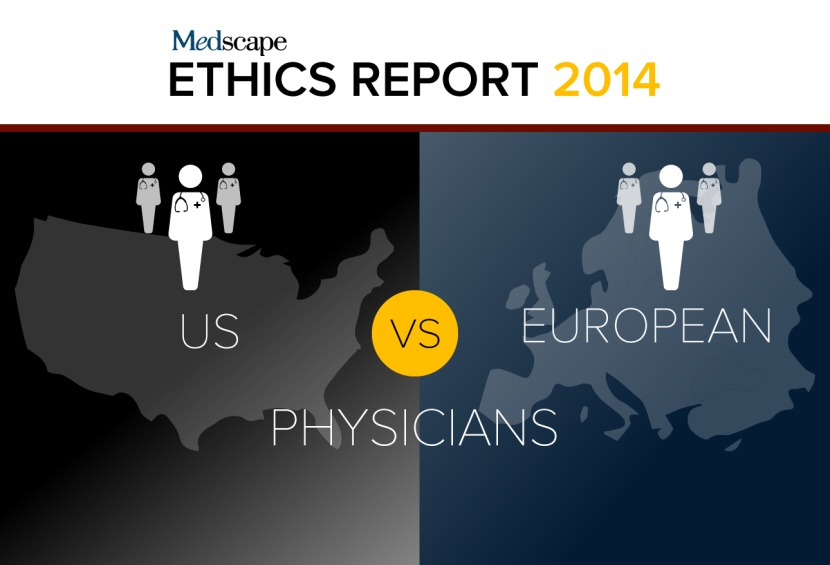 Medscape
ETHICS REPORT 2014
US
VS
EUROPEAN
PHYSICIANS